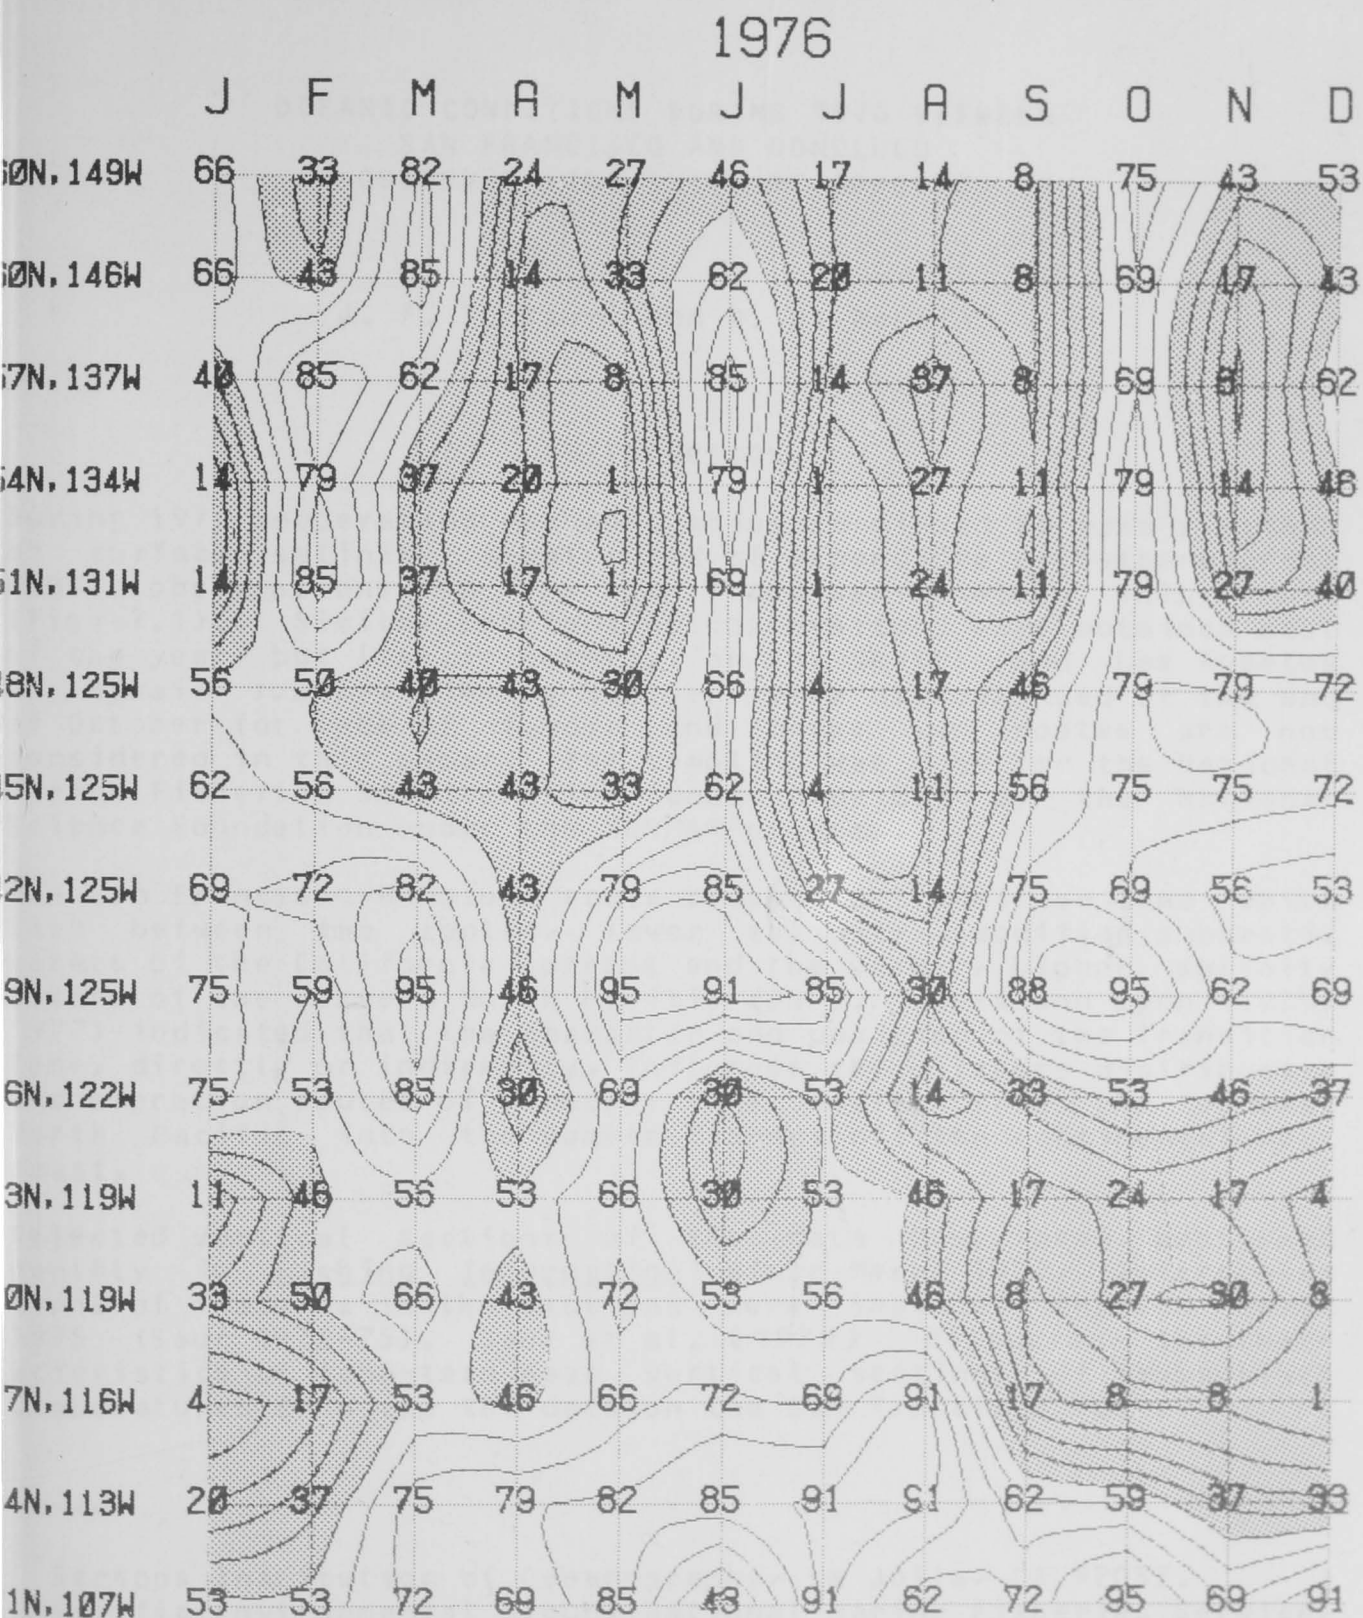 1976
J F M A M J J A S O N D
60N,149W 66 33 82 24 27 46 17 14 8 75 43 53
60N,146W 66 43 85 14 33 62 20 11 8 69 17 43
57N,137W 40 85 62 17 8 85 14 37 8 69 8 62
54N,134W 14 79 37 20 1 79 1 27 11 79 14 46
51N,131W 14 85 37 17 1 69 1 24 11 79 27 40
48N,125W 56 50 40 43 30 66 4 17 46 79 79 72
45N,125W 62 56 43 43 33 62 4 11 56 75 75 72
2N,125W 69 72 82 43 79 85 27 14 75 69 56 53
9N,125W 75 59 95 46 95 91 85 30 88 95 62 69
6N,122W 75 53 85 30 69 30 53 14 33 53 46 37
3N,119W 11 46 56 53 66 30 53 46 17 24 17 4
0N,119W 33 50 66 43 72 53 56 46 8 27 30 8
7N,116W 4 17 53 46 66 72 69 91 17 8 8 1
4N,113W 20 37 75 79 82 85 91 91 62 59 37 33
1N,107W 53 53 72 69 85 43 91 62 72 95 69 91